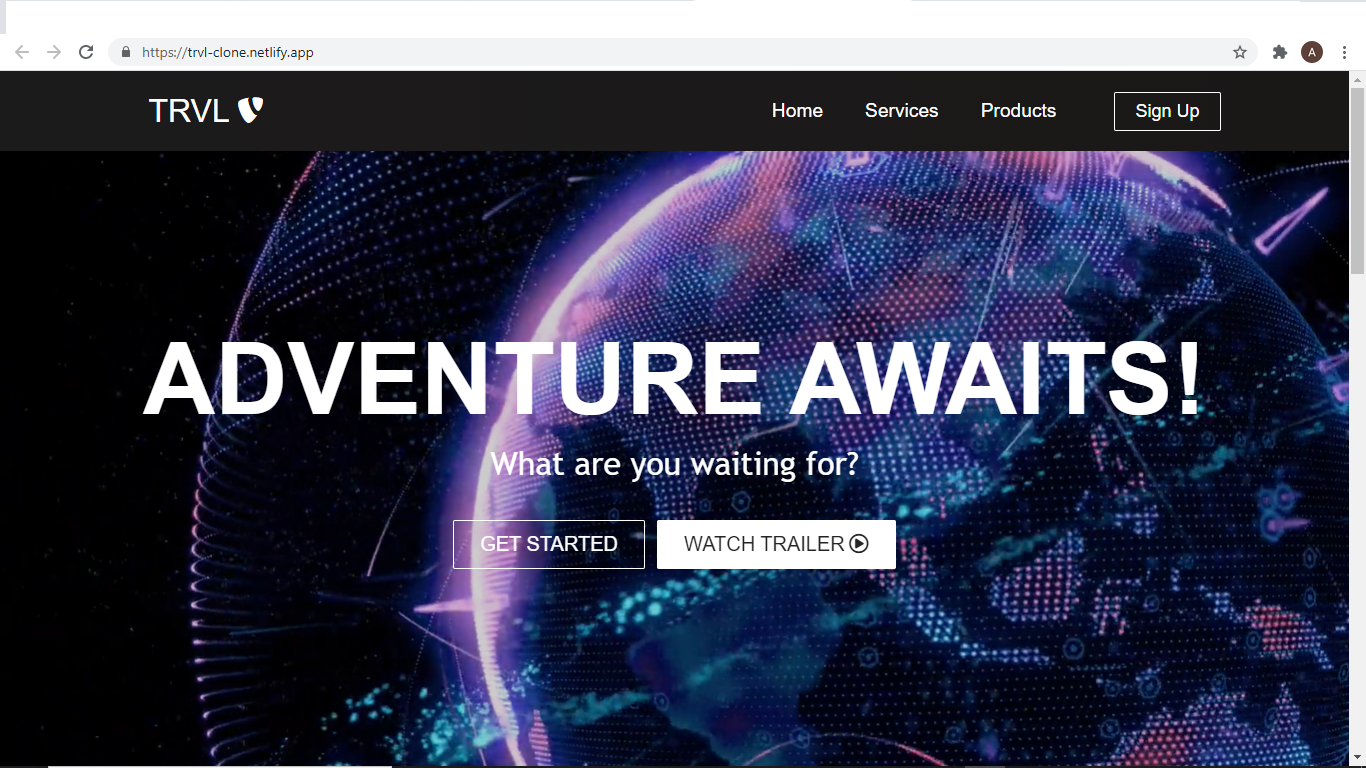 https://trvl-clone.netlify.app
A
TRVL
Home Services Products Sign Up
ADVENTURE AWAITS!
What are you waiting for?
GET STARTED WATCH TRAILER